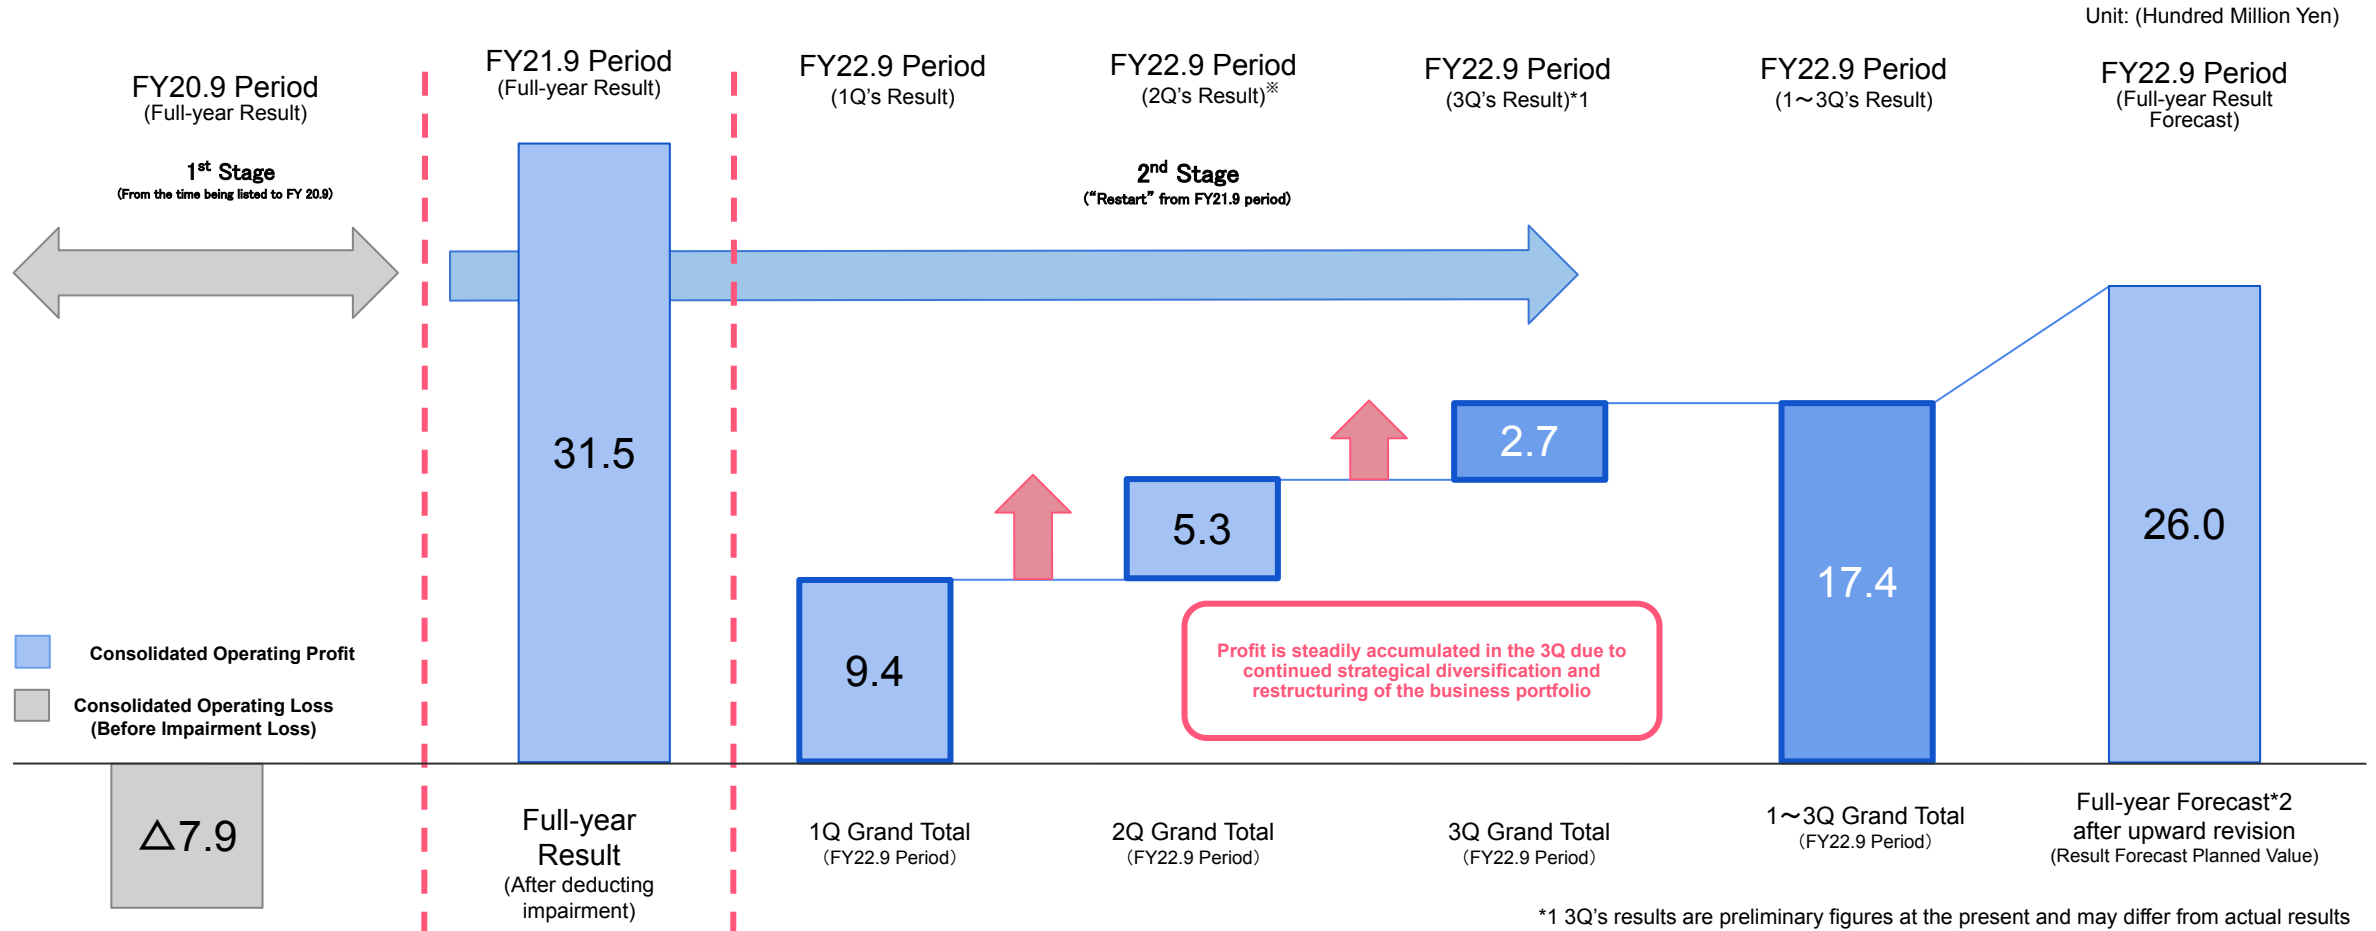 Unit: (Hundred Million Yen)
FY20.9 Period
(Full-year Result)
FY21.9 Period
(Full-year Result)
FY22.9 Period
(1Q's Result)
FY22.9 Period
(2Q's Result)※
FY22.9 Period
(3Q's Result)*1
FY22.9 Period
(1～3Q's Result)
FY22.9 Period
(Full-year Result
Forecast)
1st Stage
(From the time being listed to FY 20.9)
2nd Stage
("Restart" from FY21.9 period)
31.5
9.4
5.3
2.7
17.4
26.0
Profit is steadily accumulated in the 3Q due to
continued strategical diversification and
restructuring of the business portfolio
Consolidated Operating Profit
Consolidated Operating Loss
(Before Impairment Loss)
△7.9
Full-year
Result
(After deducting
impairment)
1Q Grand Total
（FY22.9 Period）
2Q Grand Total
（FY22.9 Period）
3Q Grand Total
（FY22.9 Period）
1～3Q Grand Total
（FY22.9 Period）
Full-year Forecast*2
after upward revision
(Result Forecast Planned Value)
*1 3Q's results are preliminary figures at the present and may differ from actual results